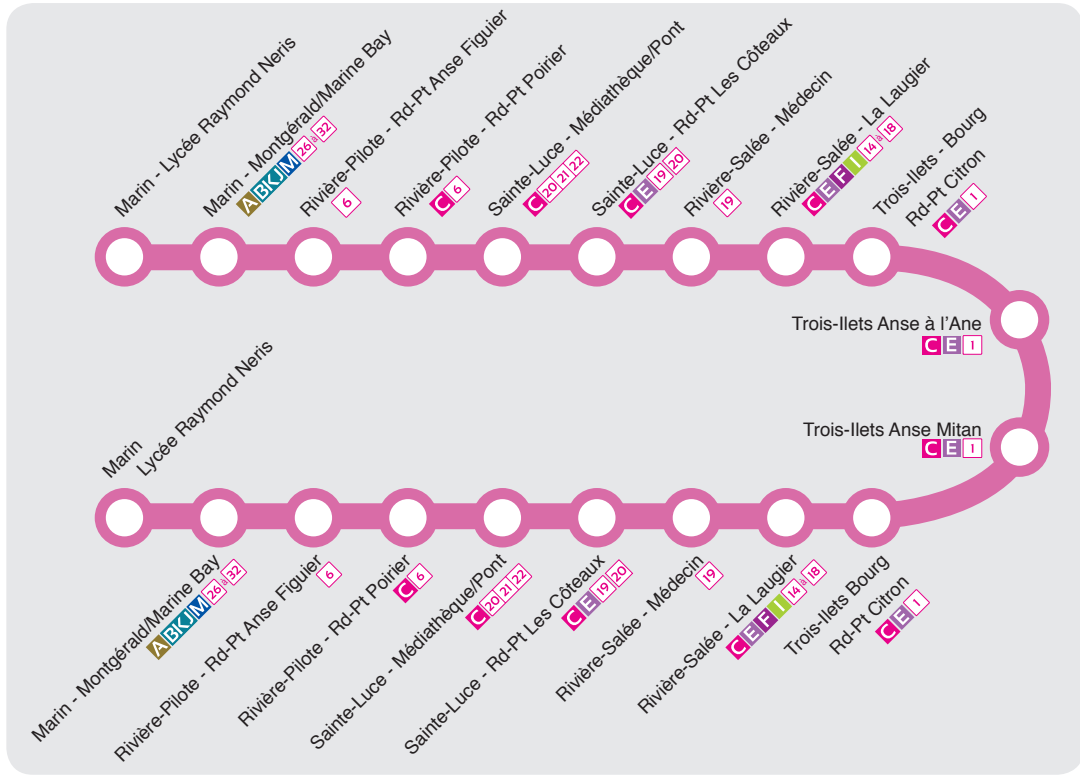 Marin - Lycée Raymond Neris
Marin - Montgérald/Marine Bay
A B K J M 26 à 32
Rivière-Pilote - Rd-Pt Anse Figuier
6
Rivière-Pilote - Rd-Pt Poirier
C 6
Sainte-Luce - Médiathèque/Pont
C 20 21 22
Sainte-Luce - Rd-Pt Les Côteaux
C E 19 20
Rivière-Salée - Médecin
19
Rivière-Salée - La Laugier
C E F I 14 à 18
Trois-Ilets - Bourg
Rd-Pt Citron
C E 1
Trois-Ilets Anse à l'Ane
C E 1
Trois-Ilets Anse Mitan
C E 1
Marin
Lycée Raymond Neris
Marin - Montgérald/Marine Bay
A B K J M 26 à 32
Rivière-Pilote - Rd-Pt Anse Figuier
6
Rivière-Pilote - Rd-Pt Poirier
C 6
Sainte-Luce - Médiathèque/Pont
C 20 21 22
Sainte-Luce - Rd-Pt Les Côteaux
C E 19 20
Rivière-Salée - Médecin
19
Rivière-Salée - La Laugier
C E F I 14 à 18
Trois-Ilets Bourg
Rd-Pt Citron
C E 1